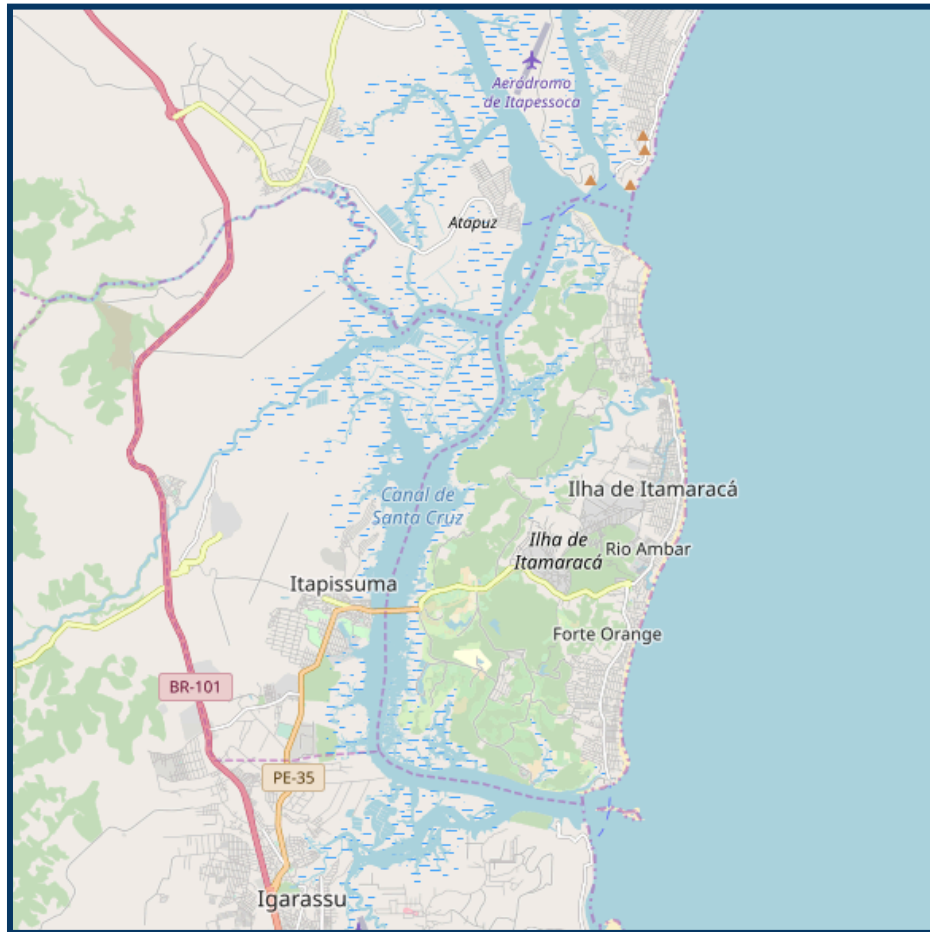 Aeródromo
de Itapessoca
Atapuz
Canal de
Santa Cruz
Ilha de Itamaracá
Ilha de
Itamaracá
Rio Ambar
Itapissuma
Forte Orange
BR-101
PE-35
Igarassu